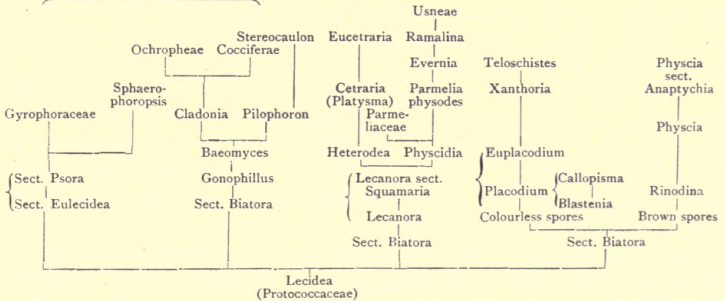 Usneae
Stereocaulon Eucetraria Ramalina
Ochropheae Cocciferae
Evernia Teloschistes Physcia
sect.
Sphaero-
phoropsis
Cetraria
(Platysma)
Parmelia
physodes
Xanthoria Anaptychia
Gyrophoraceae Cladonia Pilophoron Parme-
liaceae
Physcia
Baeomyces Heterodea Physcidia Euplacodium
Sect. Psora Gonophillus Lecanora sect.
Squamaria
Callopisma
Placodium Rinodina
Sect. Eulecidea Sect. Biatora Blastenia
Lecanora Colourless spores Brown spores
Sect. Biatora Sect. Biatora
Lecidea
(Protococcaceae)